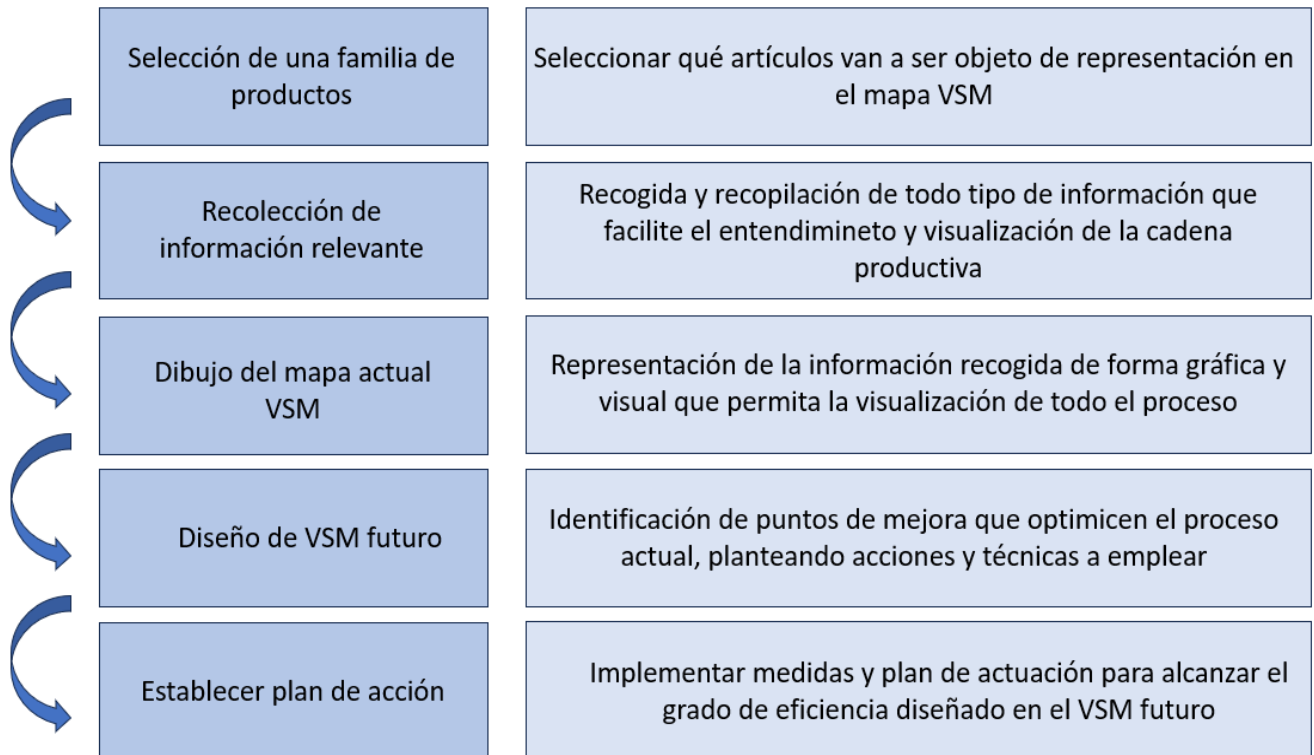 Selección de una familia de
productos
Seleccionar qué artículos van a ser objeto de representación en
el mapa VSM
Recolección de
información relevante
Recogida y recopilación de todo tipo de información que
facilite el entendimineto y visualización de la cadena
productiva
Dibujo del mapa actual
VSM
Representación de la información recogida de forma gráfica y
visual que permita la visualización de todo el proceso
Diseño de VSM futuro
Identificación de puntos de mejora que optimicen el proceso
actual, planteando acciones y técnicas a emplear
Establecer plan de acción
Implementar medidas y plan de actuación para alcanzar el
grado de eficiencia diseñado en el VSM futuro